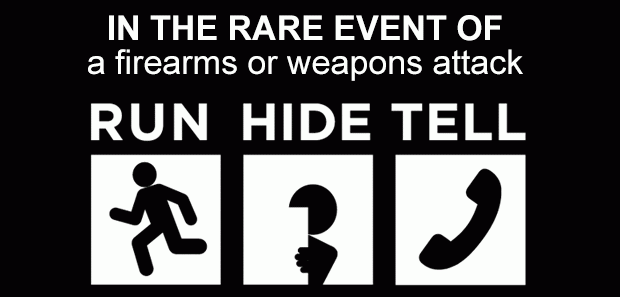 IN THE RARE EVENT OF
a firearms or weapons attack
RUN HIDE TELL